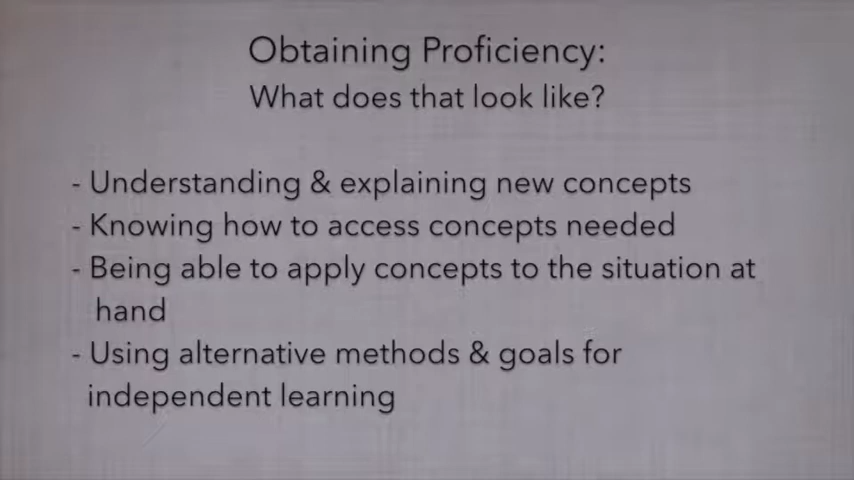 Obtaining Proficiency:
What does that look like?
- Understanding & explaining new concepts
- Knowing how to access concepts needed
- Being able to apply concepts to the situation at
hand
- Using alternative methods & goals for
independent learning